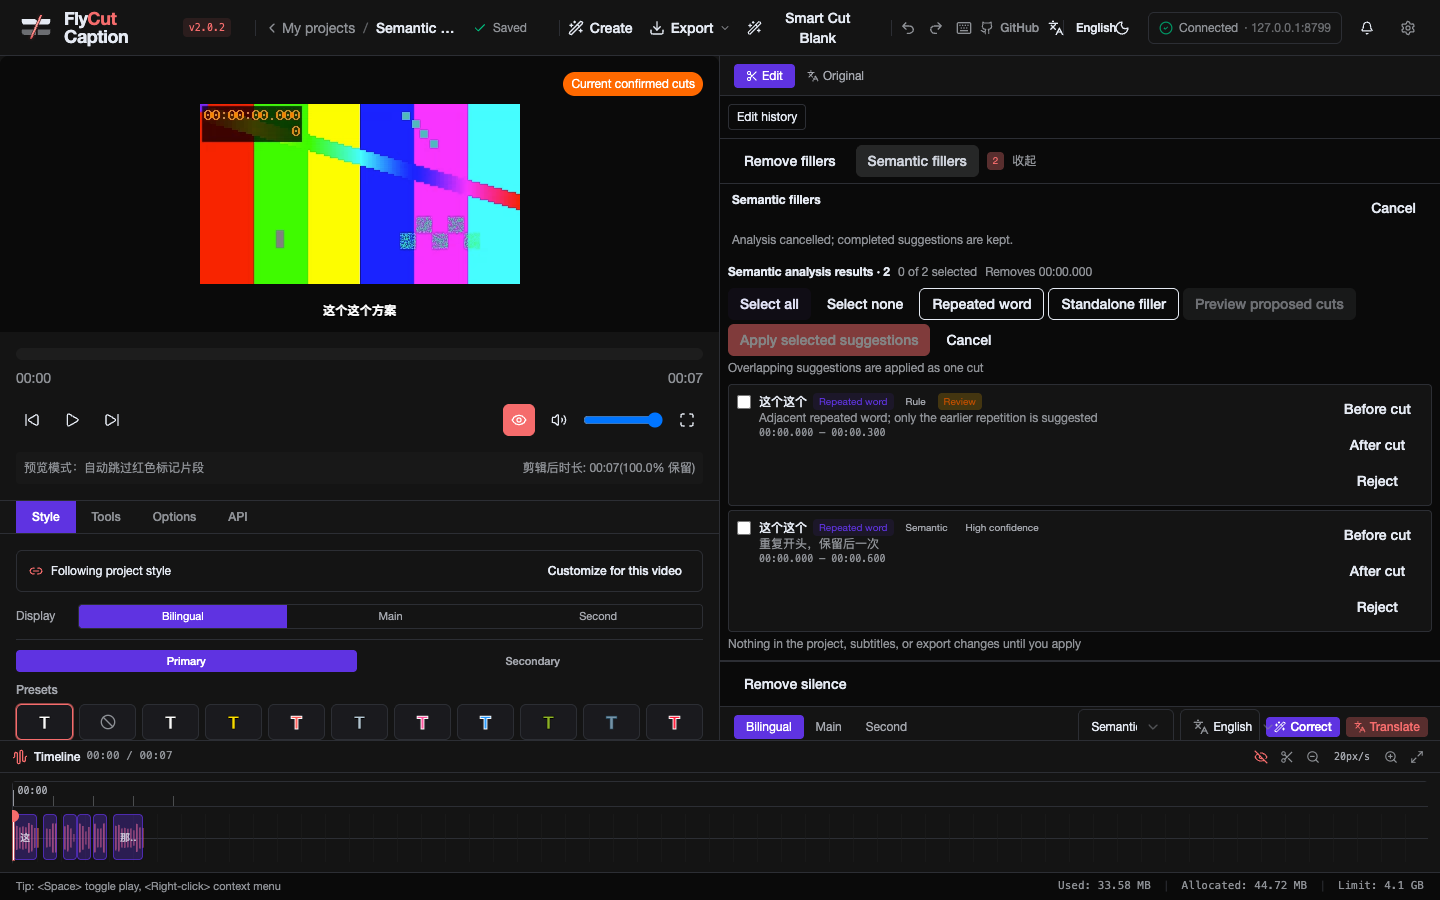 FlyCut Caption
v2.0.2
My projects / Semantic ...
Saved
Create
Export
Smart Cut Blank
GitHub
English
Connected · 127.0.0.1:8799
Current confirmed cuts
00:00:00.000
0
这个这个方案
00:00
00:07
预览模式: 自动跳过红色标记片段
剪辑后时长: 00:07(100.0% 保留)
Style
Tools
Options
API
Following project style
Customize for this video
Display
Bilingual
Main
Second
Primary
Secondary
Presets
T T T T T T T T T T
Edit
Original
Edit history
Remove fillers
Semantic fillers
2
收起
Semantic fillers
Cancel
Analysis cancelled; completed suggestions are kept.
Semantic analysis results · 2 0 of 2 selected Removes 00:00.000
Select all
Select none
Repeated word
Standalone filler
Preview proposed cuts
Apply selected suggestions
Cancel
Overlapping suggestions are applied as one cut
这个这个 Repeated word Rule Review
Adjacent repeated word; only the earlier repetition is suggested
00:00.000 — 00:00.300
Before cut
After cut
Reject
这个这个 Repeated word Semantic High confidence
重复开头，保留后一次
00:00.000 — 00:00.600
Before cut
After cut
Reject
Nothing in the project, subtitles, or export changes until you apply
Remove silence
Bilingual
Main
Second
Semantic
English
Correct
Translate
Timeline 00:00 / 00:07
20px/s
00:00
这
那...
Tip: <Space> toggle play, <Right-click> context menu
Used: 33.58 MB | Allocated: 44.72 MB | Limit: 4.1 GB